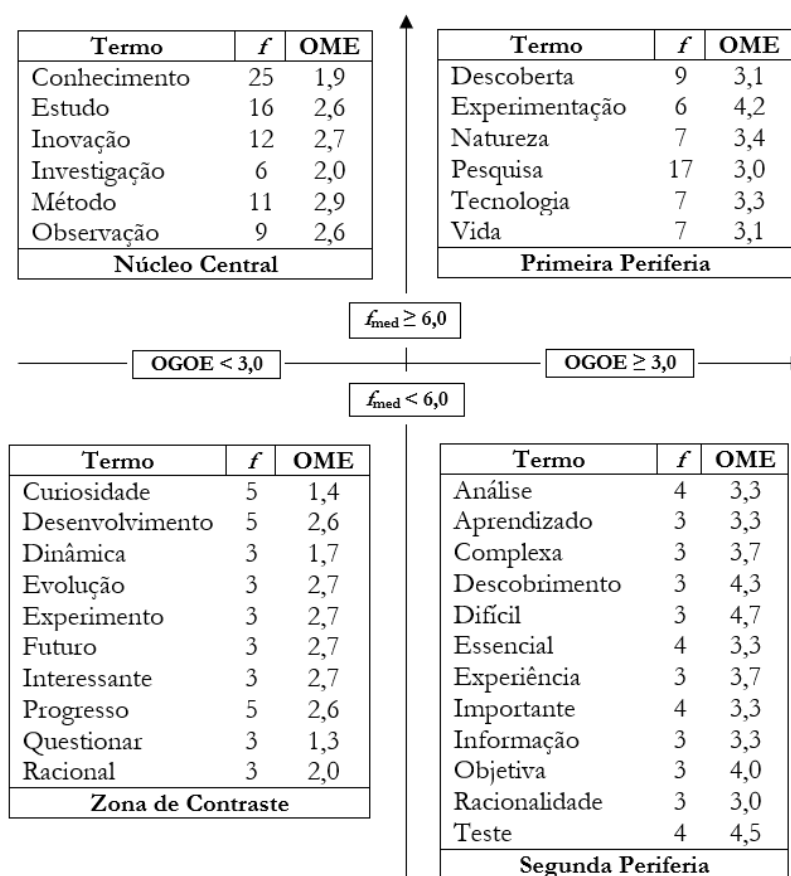 Termo f OME
Conhecimento 25 1,9
Estudo 16 2,6
Inovação 12 2,7
Investigação 6 2,0
Método 11 2,9
Observação 9 2,6
Núcleo Central
Termo f OME
Descoberta 9 3,1
Experimentação 6 4,2
Natureza 7 3,4
Pesquisa 17 3,0
Tecnologia 7 3,3
Vida 7 3,1
Primeira Periferia
fmed ≥ 6,0
OGOE < 3,0
OGOE ≥ 3,0
fmed < 6,0
Termo f OME
Curiosidade 5 1,4
Desenvolvimento 5 2,6
Dinâmica 3 1,7
Evolução 3 2,7
Experimento 3 2,7
Futuro 3 2,7
Interessante 3 2,7
Progresso 5 2,6
Questionar 3 1,3
Racional 3 2,0
Zona de Contraste
Termo f OME
Análise 4 3,3
Aprendizado 3 3,3
Complexa 3 3,7
Descobrimento 3 4,3
Difícil 3 4,7
Essencial 4 3,3
Experiência 3 3,7
Importante 4 3,3
Informação 3 3,3
Objetiva 3 4,0
Racionalidade 3 3,0
Teste 4 4,5
Segunda Periferia